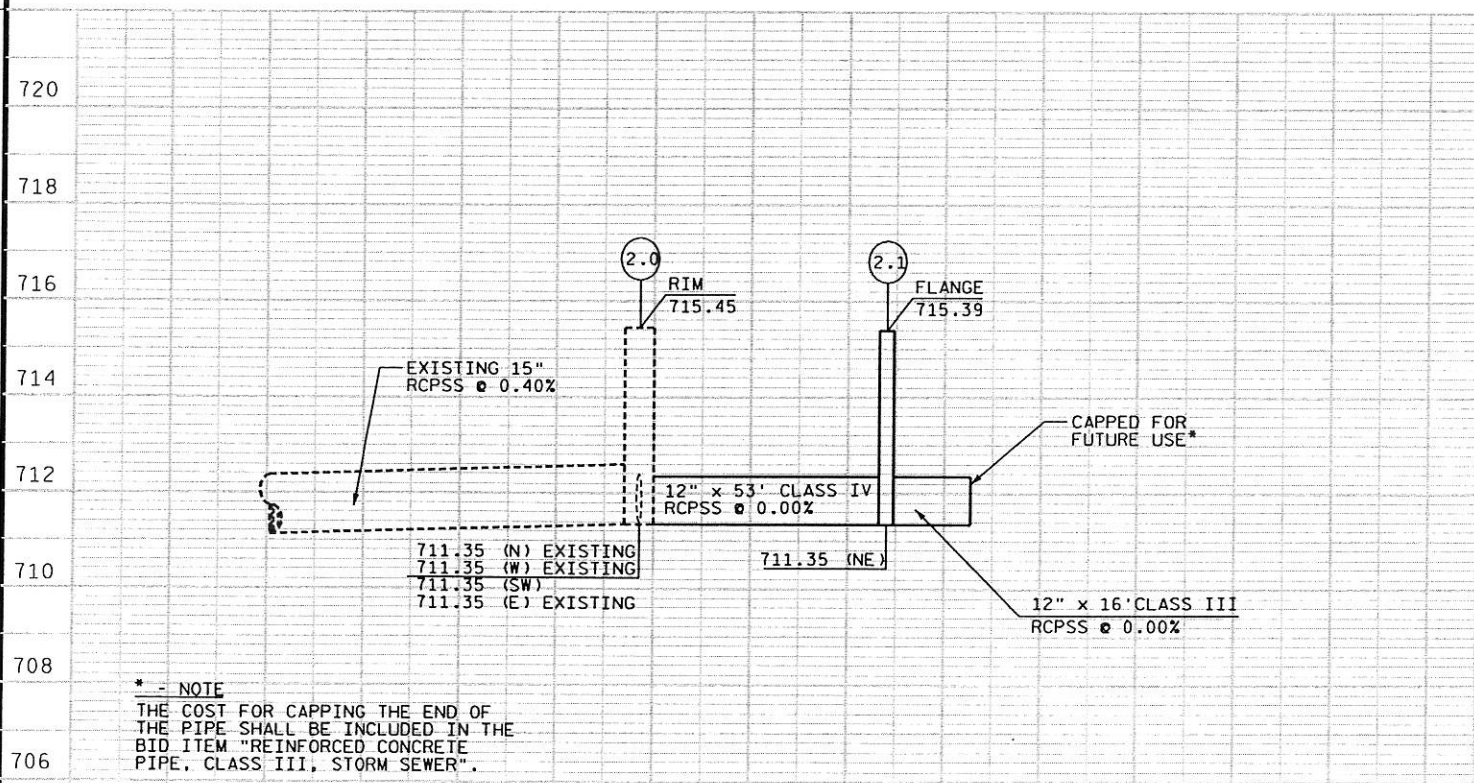 720
718
716
714
712
710
708
706
2.0
RIM
715.45
2.1
FLANGE
715.39
EXISTING 15"
RCPSS @ 0.40%
CAPPED FOR
FUTURE USE*
12" x 53' CLASS IV
RCPSS @ 0.00%
711.35 (N) EXISTING
711.35 (W) EXISTING
711.35 (SW)
711.35 (E) EXISTING
711.35 (NE)
12" x 16'CLASS III
RCPSS @ 0.00%
* - NOTE
THE COST FOR CAPPING THE END OF
THE PIPE SHALL BE INCLUDED IN THE
BID ITEM "REINFORCED CONCRETE
PIPE, CLASS III, STORM SEWER".